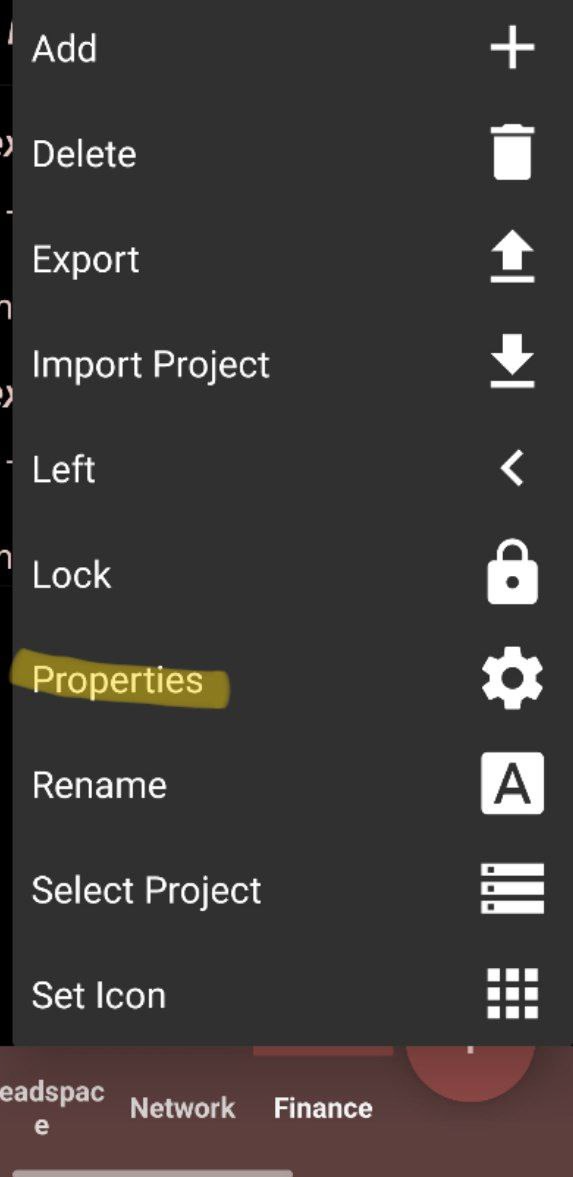 Add
Delete
Export
Import Project
Left
Lock
Properties
Rename
A
Select Project
Set Icon
eadspac
e
Network
Finance